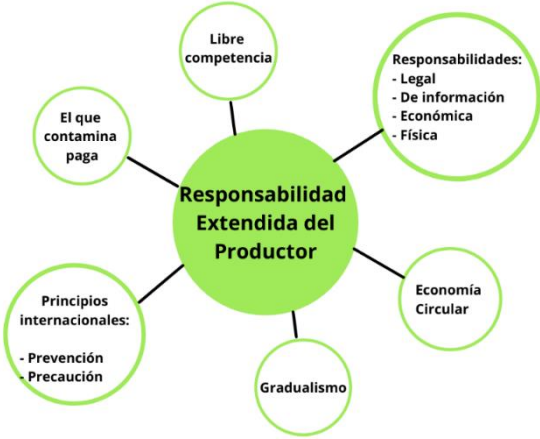 Libre
competencia
Responsabilidades:
- Legal
- De información
- Económica
- Física
El que
contamina
paga
Responsabilidad
Extendida del
Productor
Principios
internacionales:
- Prevención
- Precaución
Economía
Circular
Gradualismo